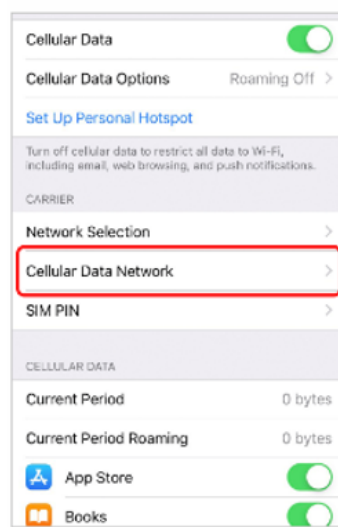 Cellular Data
Cellular Data Options Roaming Off >
Set Up Personal Hotspot
Turn off cellular data to restrict all data to Wi-Fi,
including email, web browsing, and push notifications.
CARRIER
Network Selection >
Cellular Data Network >
SIM PIN >
CELLULAR DATA
Current Period 0 bytes
Current Period Roaming 0 bytes
App Store
Books